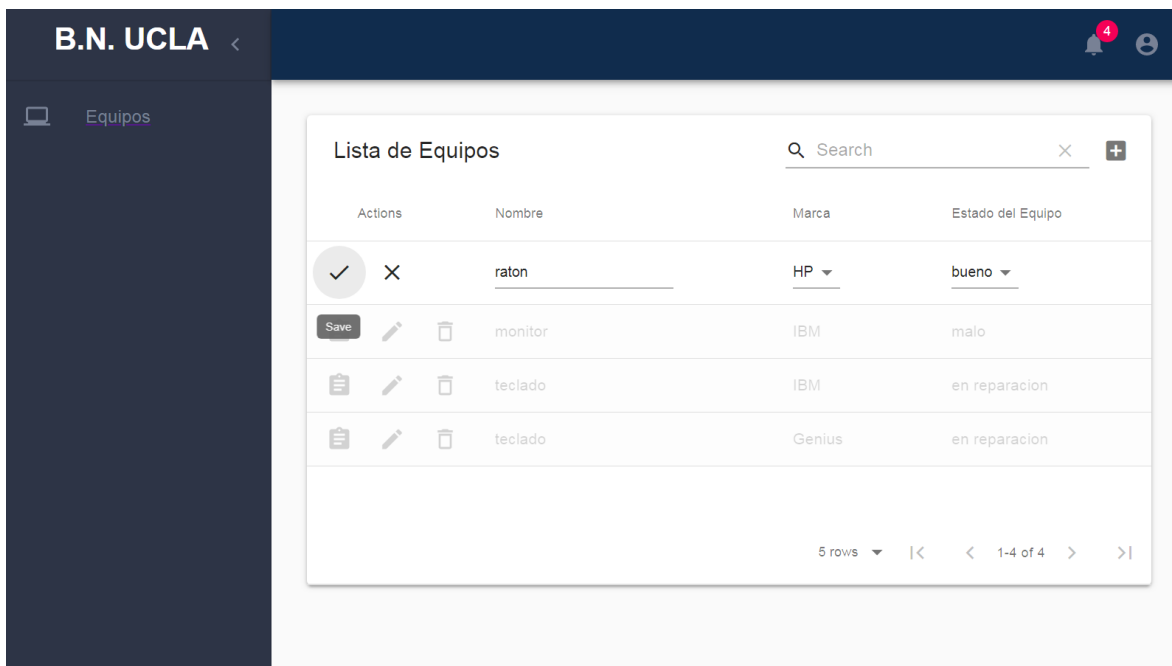 B.N. UCLA
4
Equipos
Lista de Equipos
Search
Actions Nombre Marca Estado del Equipo
raton HP bueno
Save
monitor IBM malo
teclado IBM en reparacion
teclado Genius en reparacion
5 rows 1-4 of 4